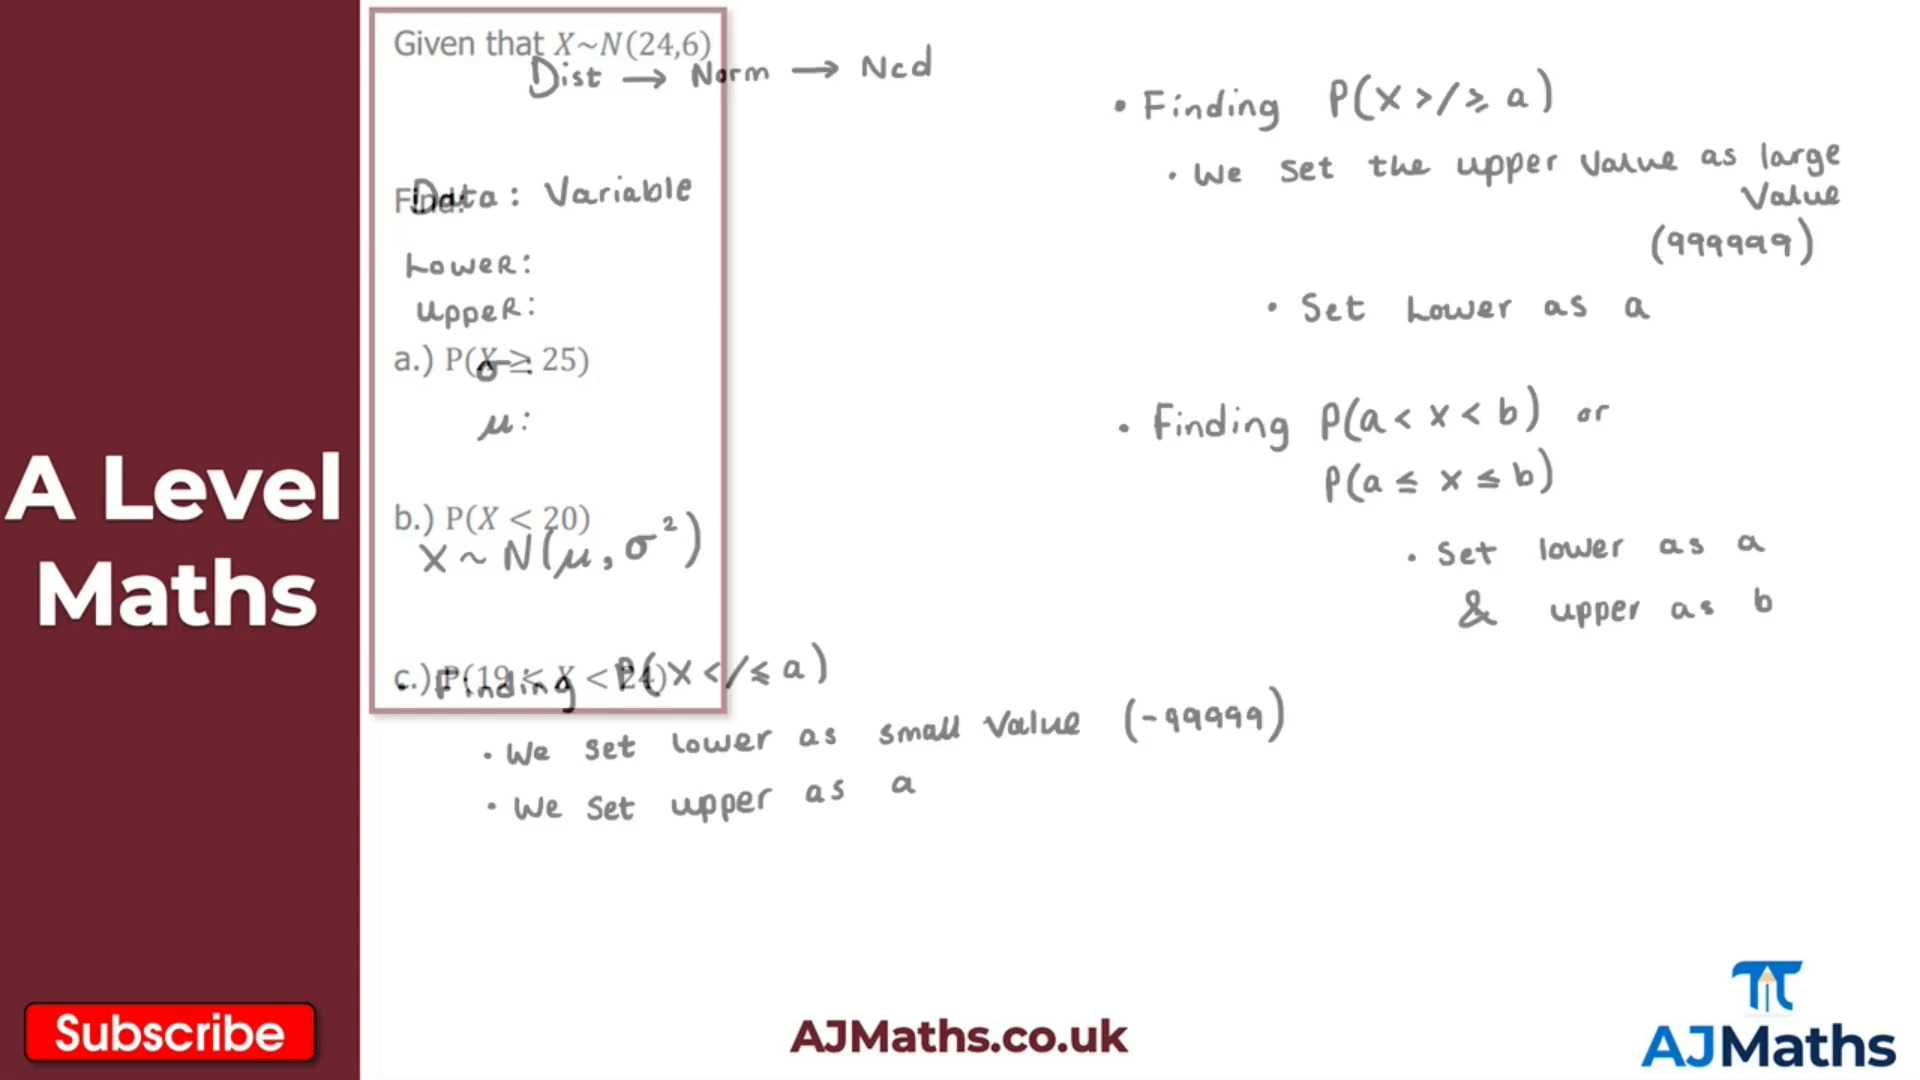 A Level
Maths
Subscribe
Given that X~N(24,6)
Find:
a.) P(X ≥ 25)
b.) P(X < 20)
c.) P(19 < X < 24)
Dist → Norm → Ncd
Data: Variable
Lower:
Upper:
σ:
μ:
X ~ N(μ, σ²)
• Finding P(X </≤ a)
• We set lower as small value (-99999)
• We set upper as a
• Finding P(X >/≥ a)
• We set the upper value as large
value
(999999)
• Set Lower as a
• Finding P(a < x < b) or
P(a ≤ x ≤ b)
• Set lower as a
& upper as b
AJMaths.co.uk
AJMaths